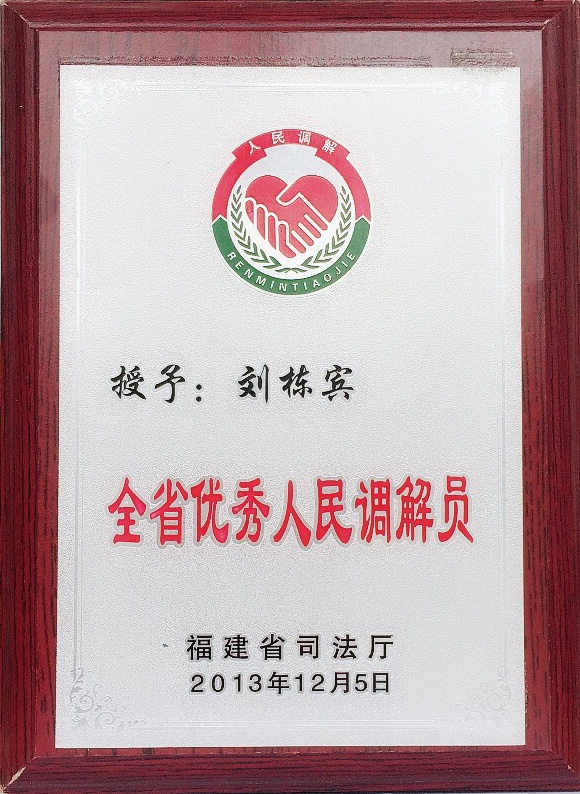 人民调解
RENMINTIAOJIE
授予：刘栋宾
全省优秀人民调解员
福建省司法厅
2013年12月5日